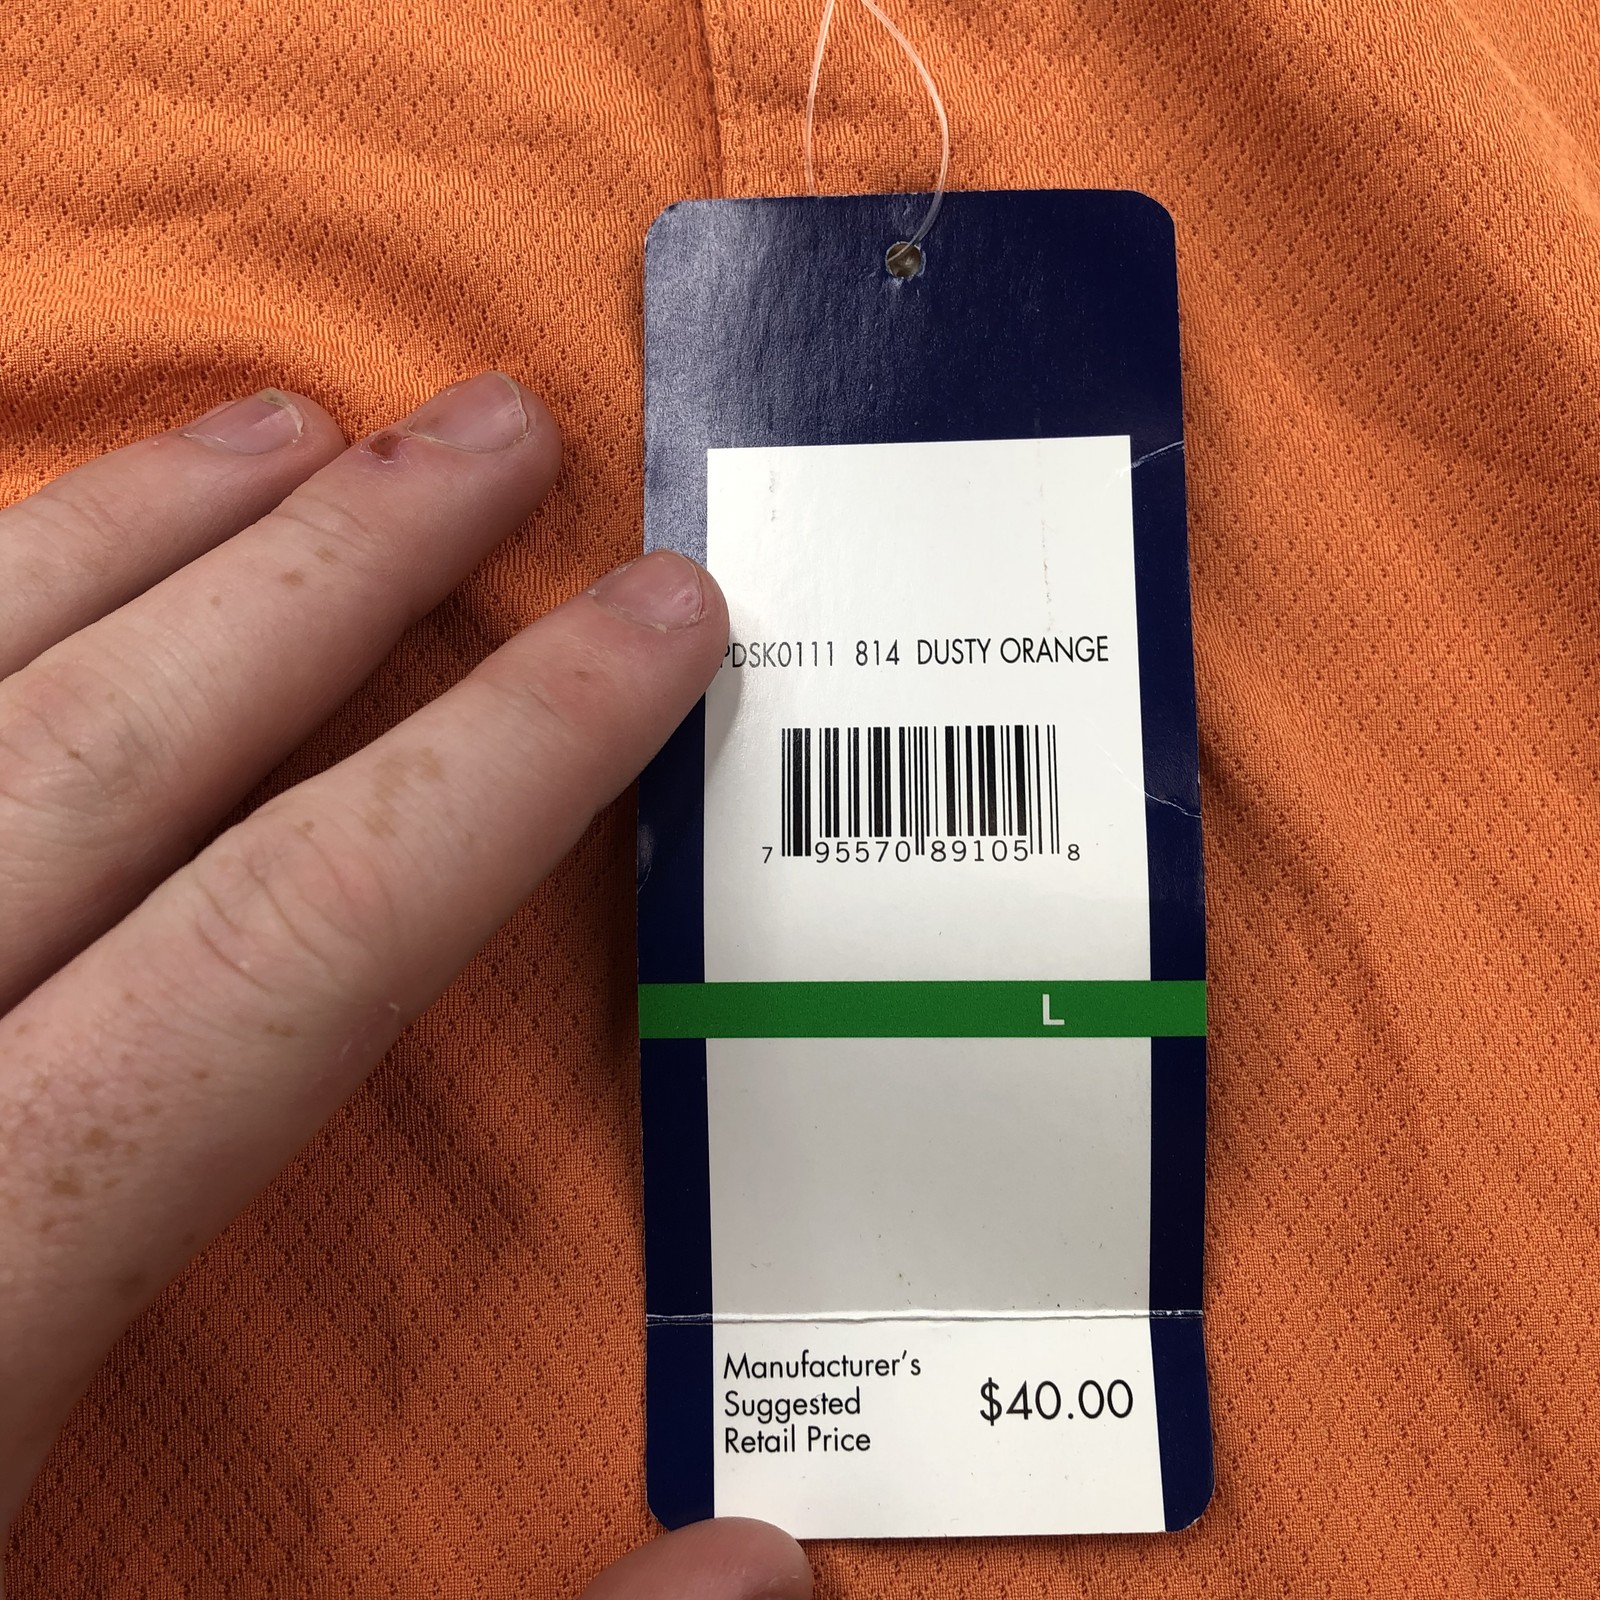 PDSK0111 814 DUSTY ORANGE
7 95570 89105 8
L
Manufacturer's
Suggested
Retail Price
$40.00